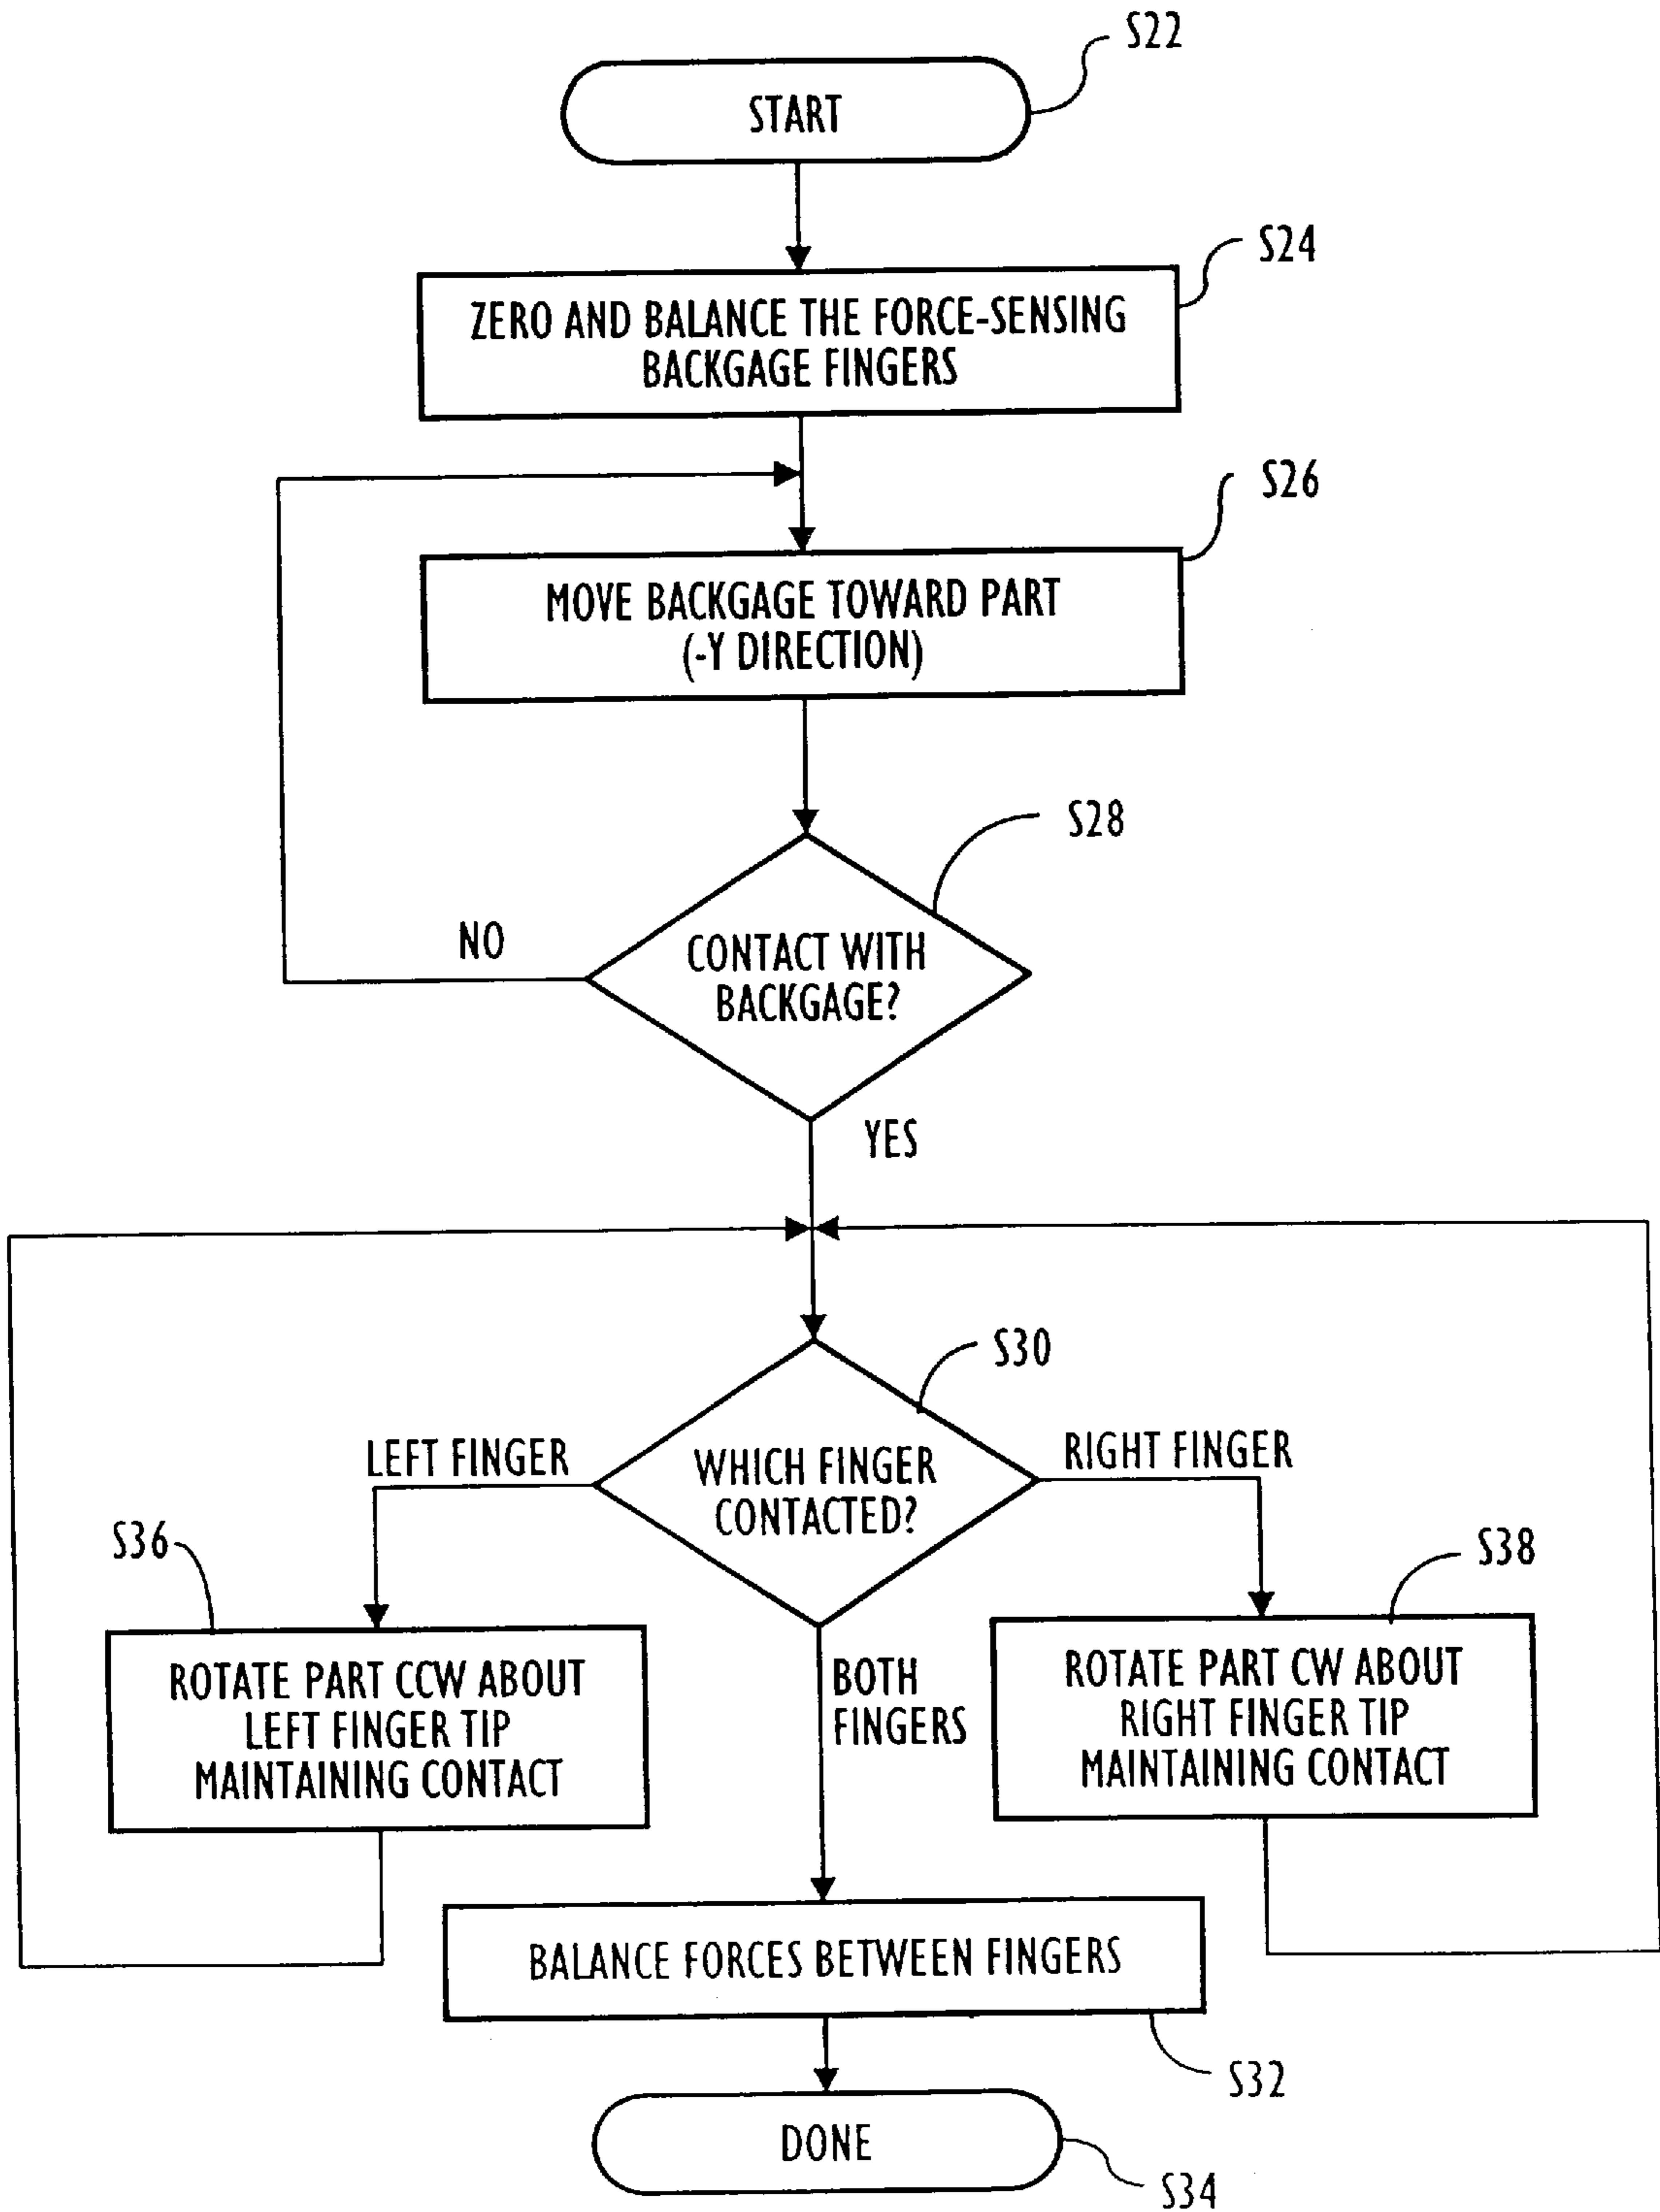 S22
START
S24
ZERO AND BALANCE THE FORCE-SENSING
BACKGAGE FINGERS
S26
MOVE BACKGAGE TOWARD PART
(-Y DIRECTION)
S28
NO
CONTACT WITH
BACKGAGE?
YES
S30
LEFT FINGER
WHICH FINGER
CONTACTED?
RIGHT FINGER
S36
S38
ROTATE PART CCW ABOUT
LEFT FINGER TIP
MAINTAINING CONTACT
BOTH
FINGERS
ROTATE PART CW ABOUT
RIGHT FINGER TIP
MAINTAINING CONTACT
BALANCE FORCES BETWEEN FINGERS
S32
DONE
S34